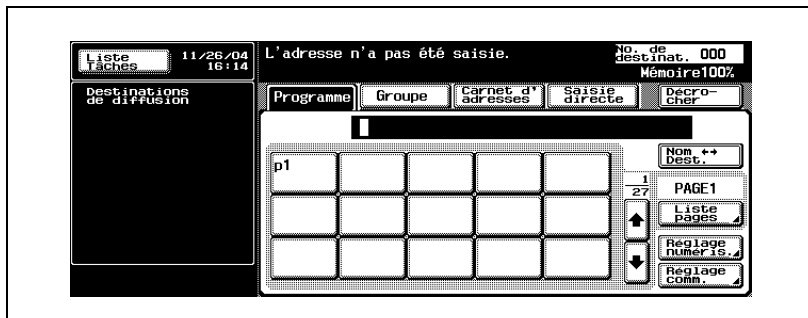 Liste
Tâches
11/26/04
16:14
L'adresse n'a pas été saisie.
No. de
destinat. 000
Mémoire100%
Destinations
de diffusion
Programme
Groupe
Carnet d'
adresses
Saisie
directe
Décro-
cher
Nom ↔
Dest.
p1
1
27
PAGE1
Liste
pages
Réglage
numéris.
Réglage
comm.